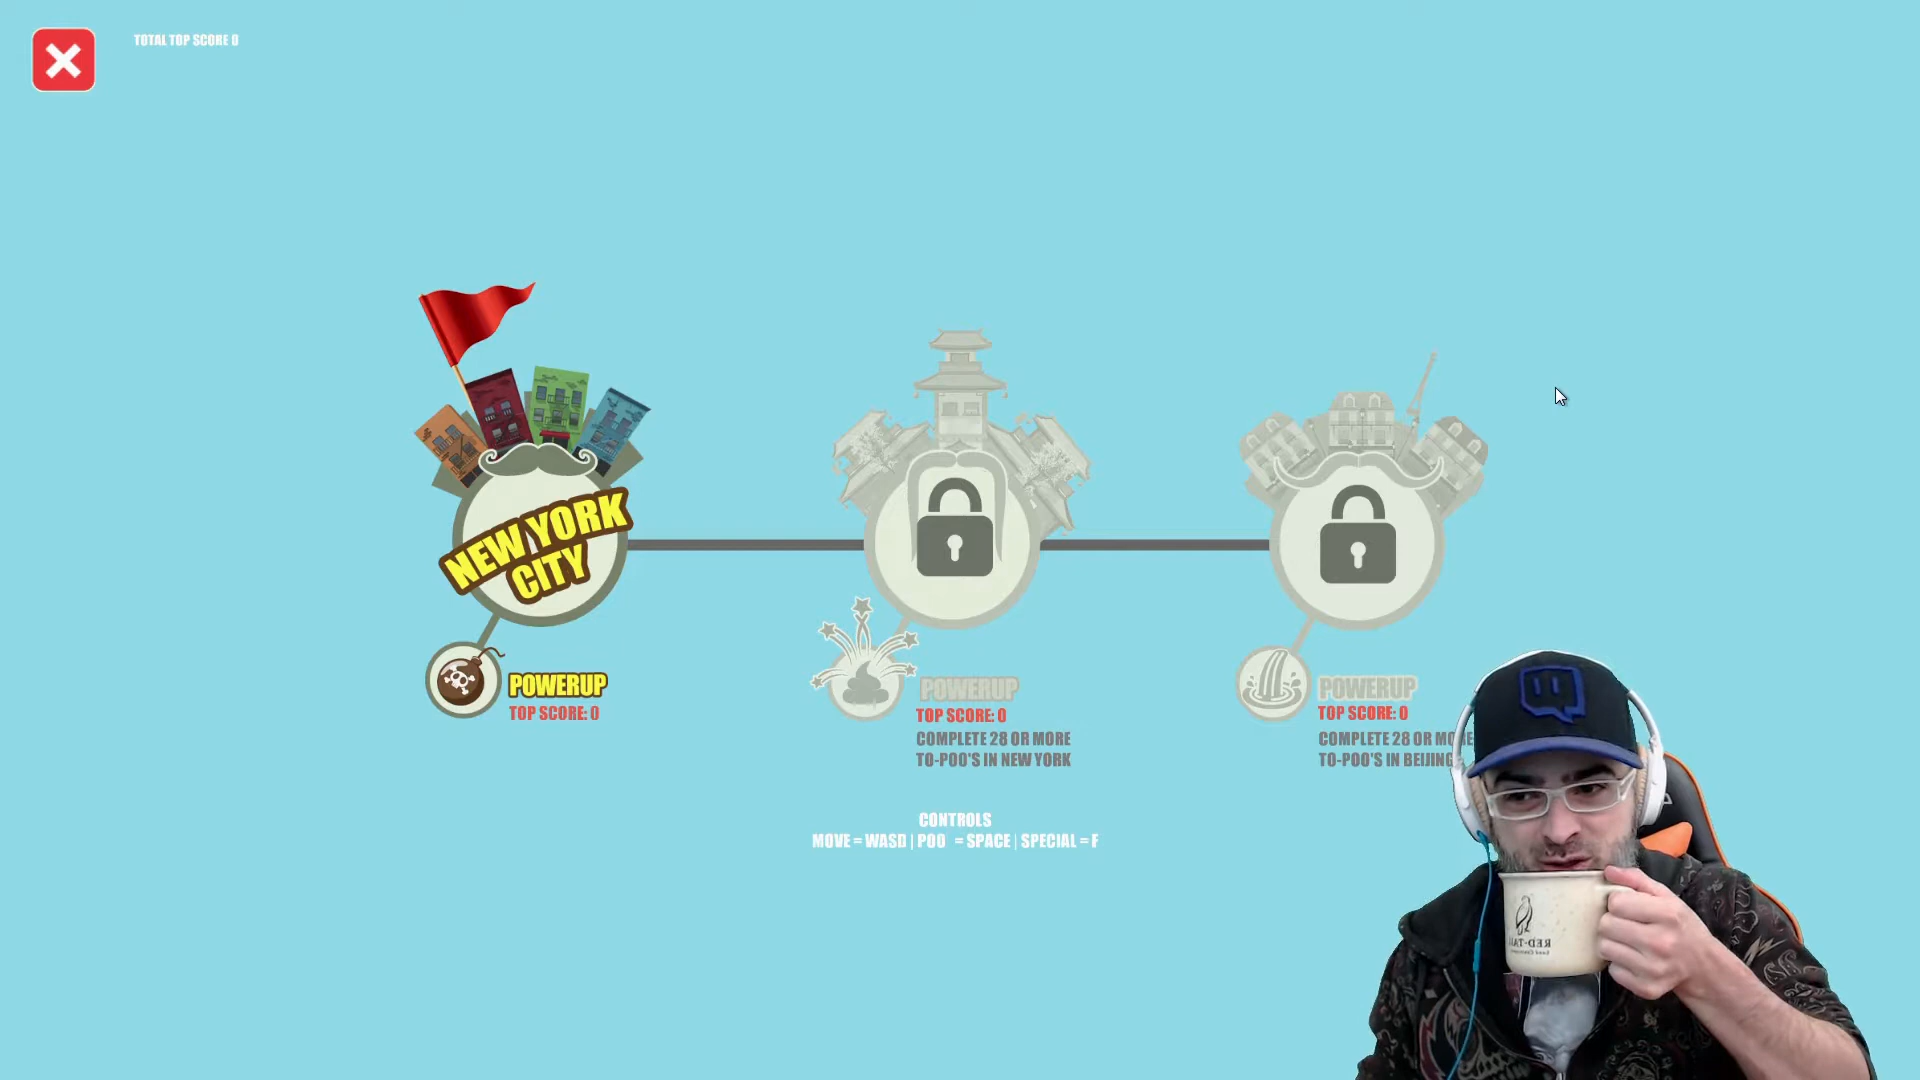 TOTAL TOP SCORE 0
NEW YORK
CITY
POWERUP
TOP SCORE: 0
POWERUP
TOP SCORE: 0
COMPLETE 28 OR MORE
TO-POO'S IN NEW YORK
POWERUP
TOP SCORE: 0
COMPLETE 28 OR MORE
TO-POO'S IN BEIJING
CONTROLS
MOVE = WASD | POO = SPACE | SPECIAL = F